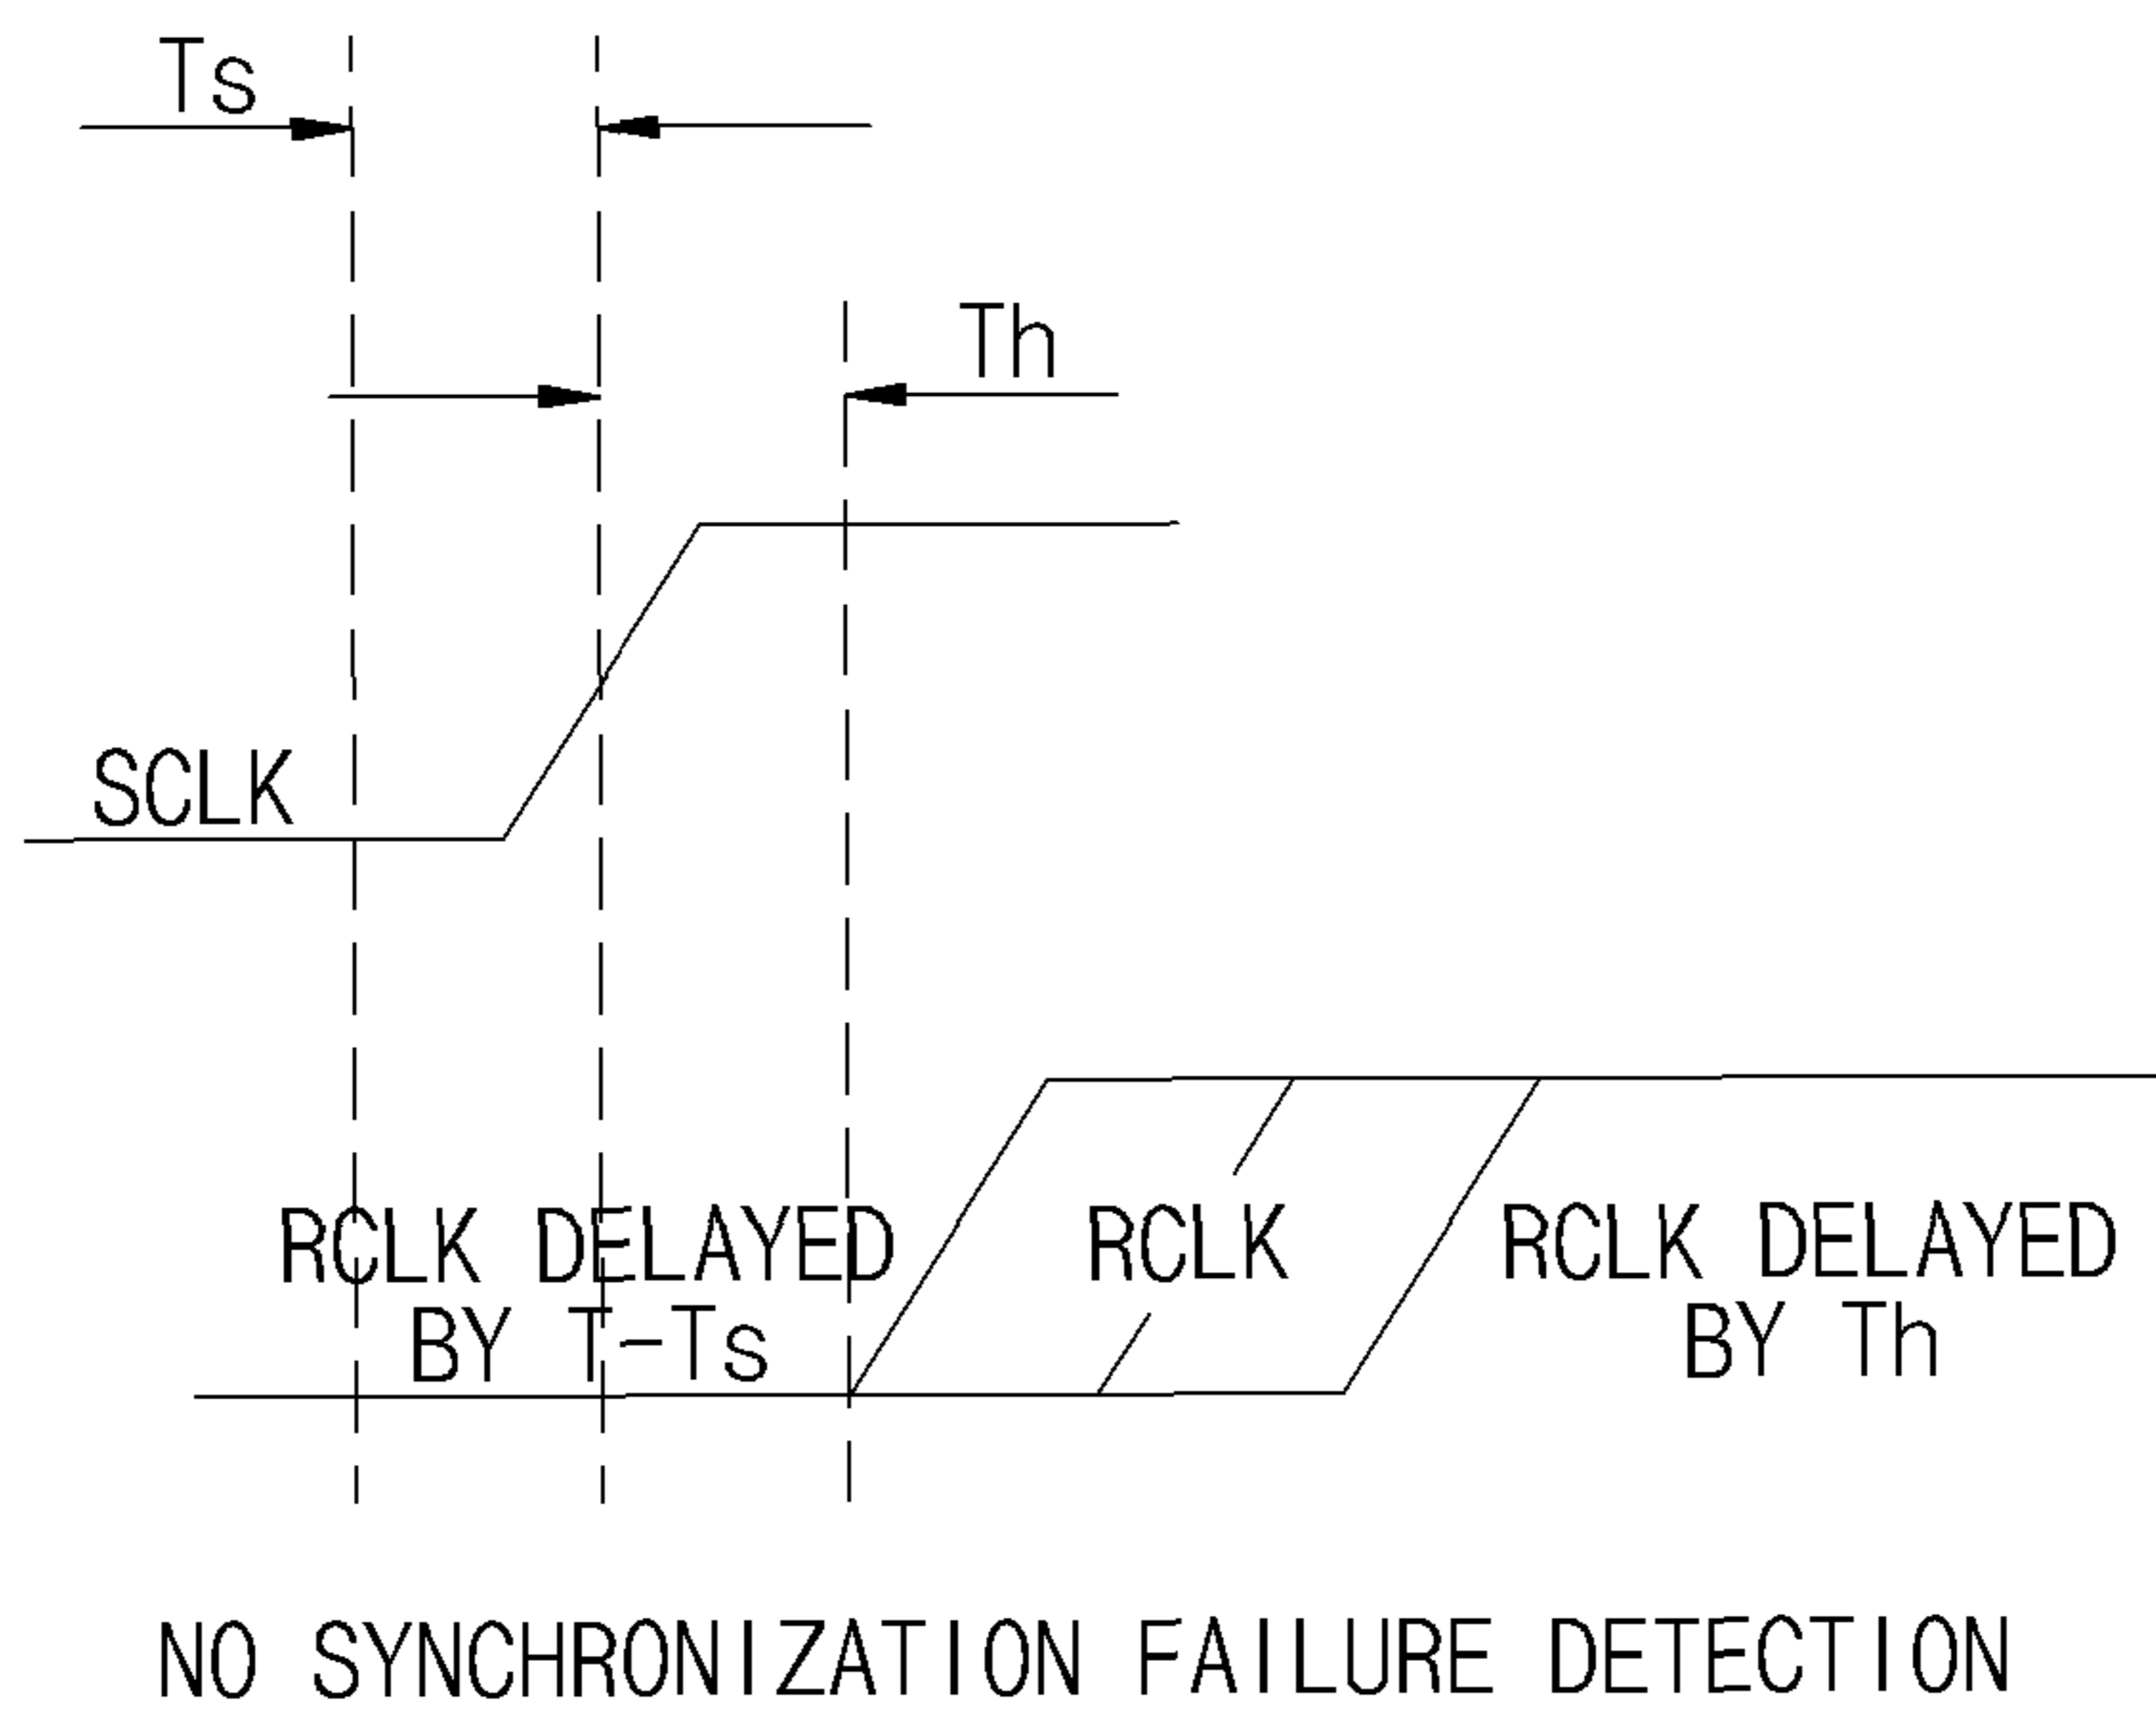 Ts
Th
SCLK
RCLK DELAYED
BY T-Ts
RCLK
RCLK DELAYED
BY Th
NO SYNCHRONIZATION FAILURE DETECTION